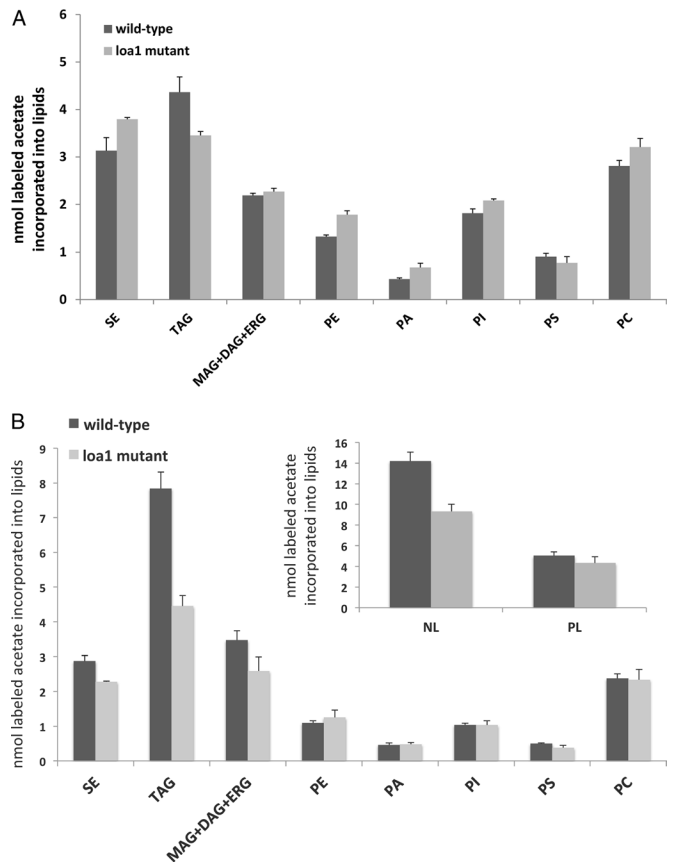 A
wild-type
loa1 mutant
nmol labeled acetate
incorporated into lipids
6
5
4
3
2
1
0
SE
TAG
MAG+DAG+ERG
PE
PA
PI
PS
PC
B
wild-type
loa1 mutant
nmol labeled acetate incorporated into lipids
9
8
7
6
5
4
3
2
1
0
SE
TAG
MAG+DAG+ERG
PE
PA
PI
PS
PC
nmol labeled acetate
incorporated into lipids
16
14
12
10
8
6
4
2
0
NL
PL